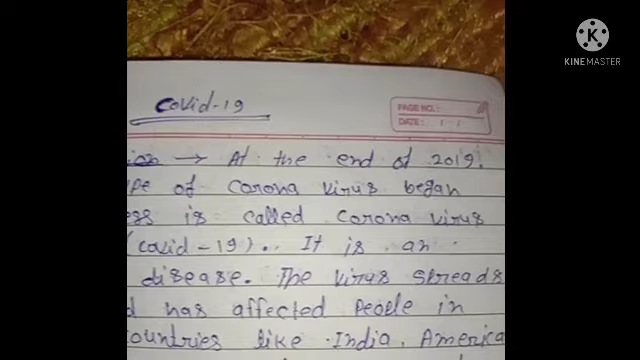 KINEMASTER
Covid-19
PAGE NO.:
DATE: / /
→ At the end of 2019.
of corona virus began
is called corona virus
(covid-19). It is an
disease. The virus spreads
has affected people in
countries like India, America